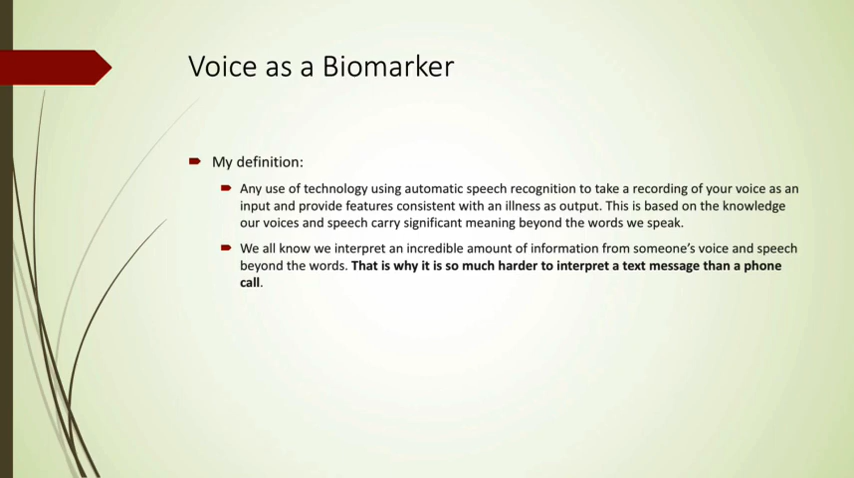 Voice as a Biomarker
My definition:
Any use of technology using automatic speech recognition to take a recording of your voice as an
input and provide features consistent with an illness as output. This is based on the knowledge
our voices and speech carry significant meaning beyond the words we speak.
We all know we interpret an incredible amount of information from someone’s voice and speech
beyond the words. That is why it is so much harder to interpret a text message than a phone
call.